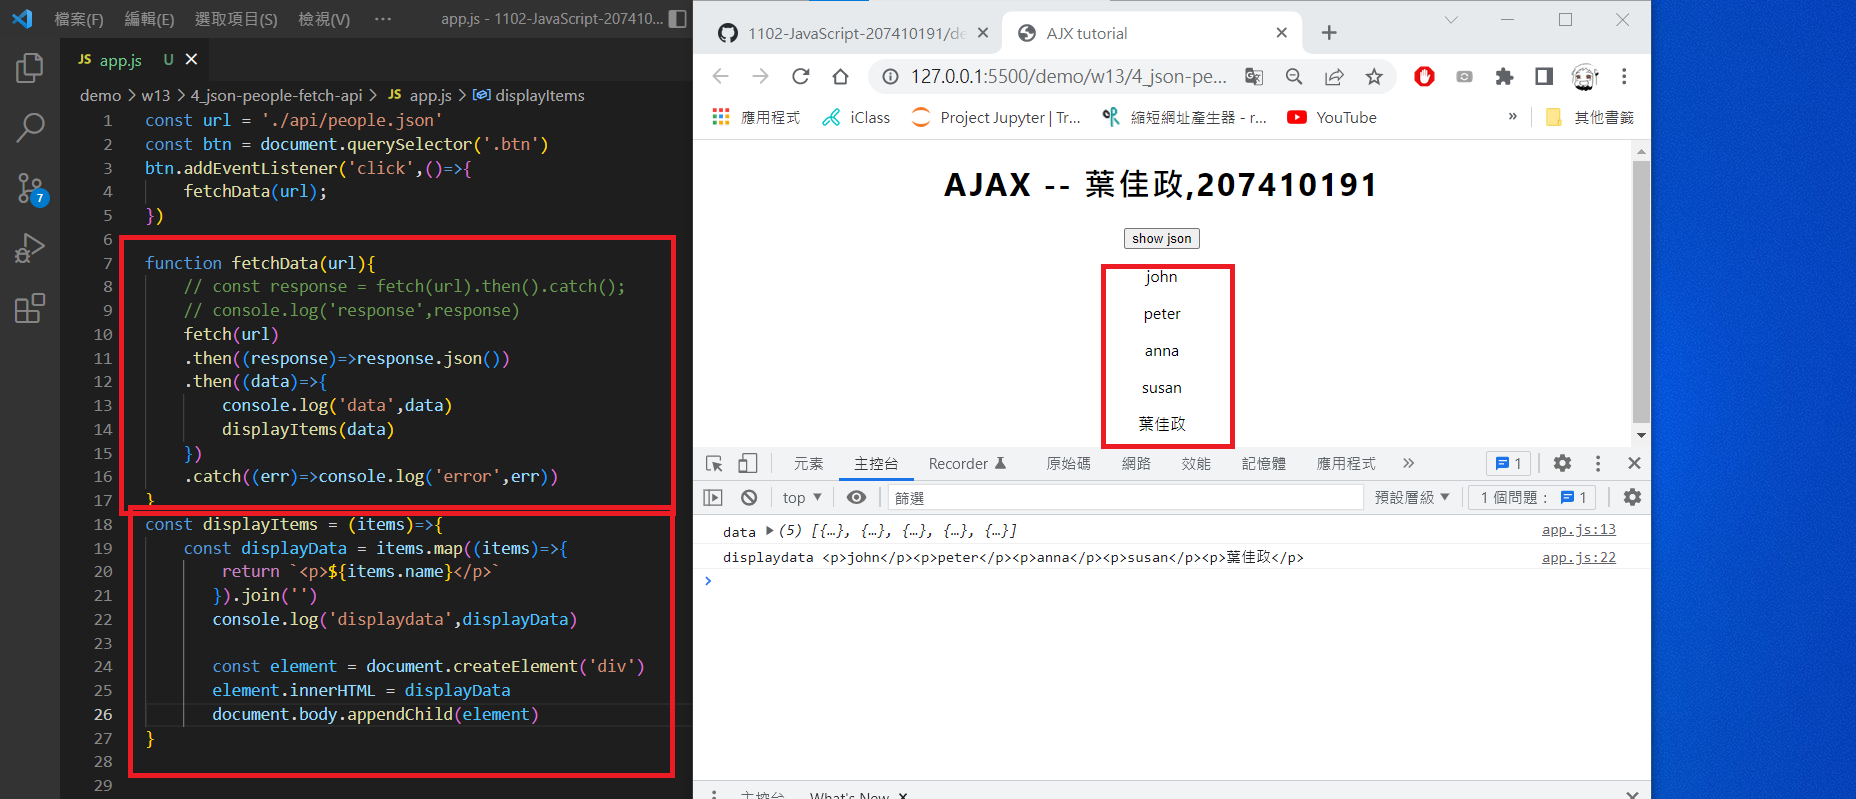 檔案(F) 編輯(E) 選取項目(S) 檢視(V) ··· app.js - 1102-JavaScript-207410...
JS app.js U
demo > w13 > 4_json-people-fetch-api > JS app.js > displayItems
7
1 const url = './api/people.json'
2 const btn = document.querySelector('.btn')
3 btn.addEventListener('click',()=>{
4 fetchData(url);
5 })
6
7 function fetchData(url){
8 // const response = fetch(url).then().catch();
9 // console.log('response',response)
10 fetch(url)
11 .then((response)=>response.json())
12 .then((data)=>{
13 console.log('data',data)
14 displayItems(data)
15 })
16 .catch((err)=>console.log('error',err))
17 }
18 const displayItems = (items)=>{
19 const displayData = items.map((items)=>{
20 return `<p>${items.name}</p>`
21 }).join('')
22 console.log('displaydata',displayData)
23
24 const element = document.createElement('div')
25 element.innerHTML = displayData
26 document.body.appendChild(element)
27 }
28
29
1102-JavaScript-207410191/de
AJX tutorial
127.0.0.1:5500/demo/w13/4_json-pe...
應用程式 iClass Project Jupyter | Tr... 縮短網址產生器 - r... YouTube » 其他書籤
AJAX -- 葉佳政,207410191
show json
john
peter
anna
susan
葉佳政
元素 主控台 Recorder 原始碼 網路 效能 記憶體 應用程式 » 1
top 篩選 預設層級 1 個問題： 1
data (5) [{…}, {…}, {…}, {…}, {…}] app.js:13
displaydata <p>john</p><p>peter</p><p>anna</p><p>susan</p><p>葉佳政</p> app.js:22
主控台 What's New